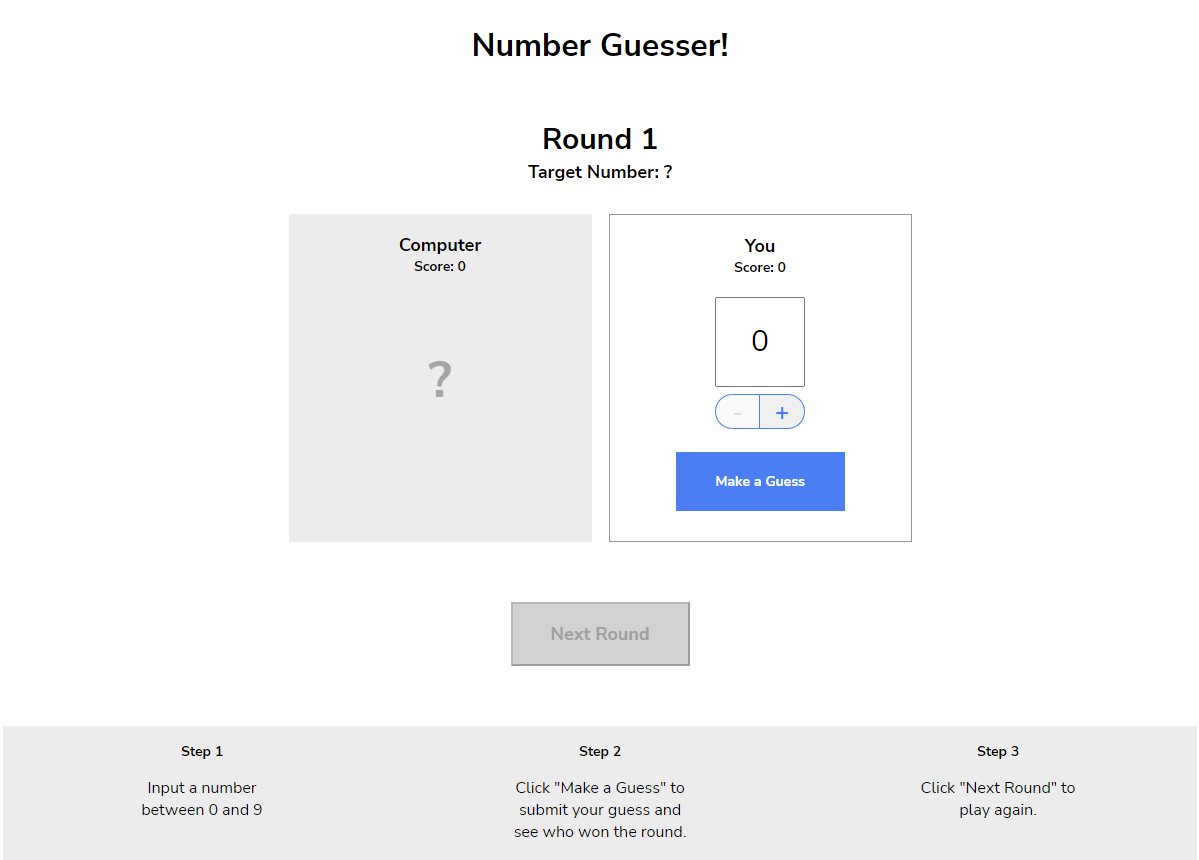 Number Guesser!
Round 1
Target Number: ?
Computer
Score: 0
?
You
Score: 0
0
- +
Make a Guess
Next Round
Step 1
Input a number
between 0 and 9
Step 2
Click "Make a Guess" to
submit your guess and
see who won the round.
Step 3
Click "Next Round" to
play again.